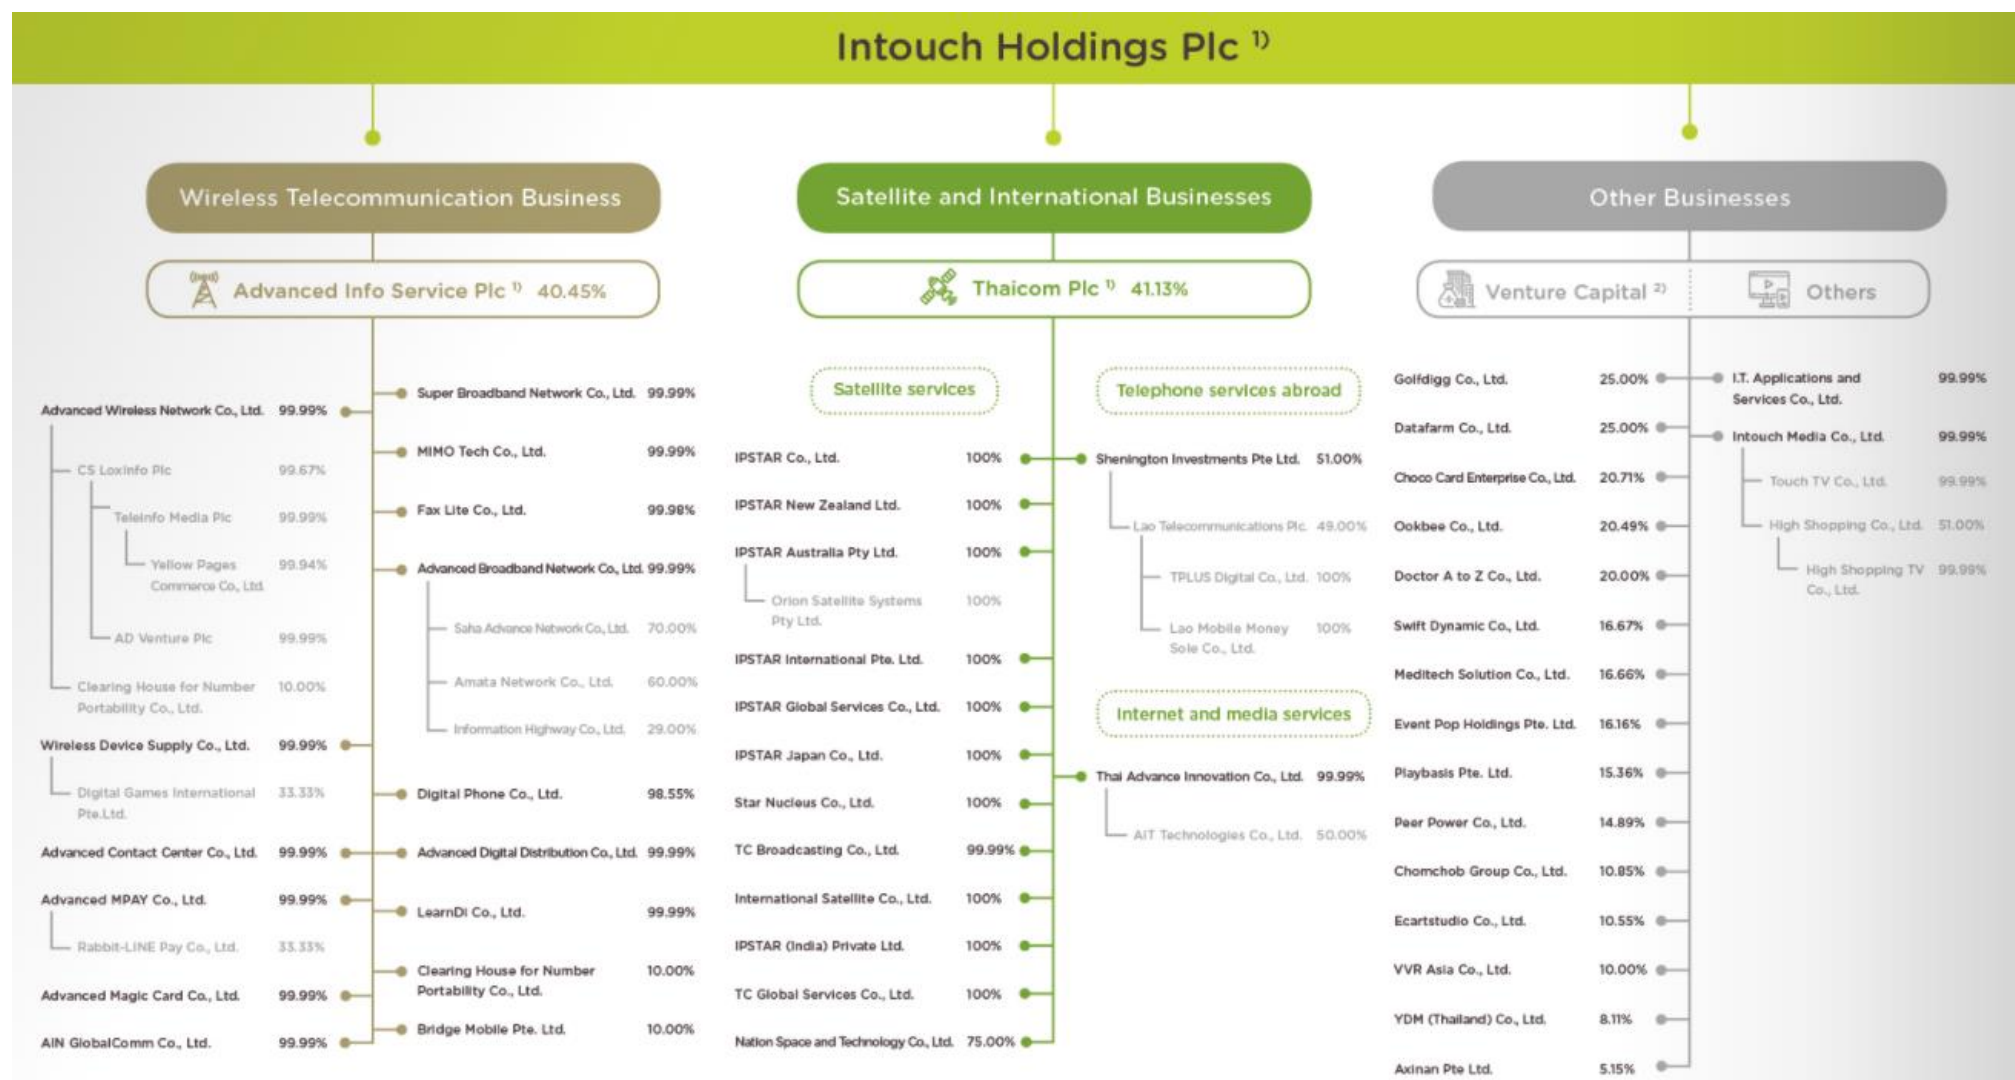 Intouch Holdings Plc 1)
Wireless Telecommunication Business
Advanced Info Service Plc 1) 40.45%
Advanced Wireless Network Co., Ltd. 99.99%
CS Loxinfo Plc 99.67%
Teleinfo Media Plc 99.99%
Yellow Pages 99.94%
Commerce Co., Ltd.
AD Venture Plc 99.99%
Clearing House for Number 10.00%
Portability Co., Ltd.
Wireless Device Supply Co., Ltd. 99.99%
Digital Games International 33.33%
Pte.Ltd.
Advanced Contact Center Co., Ltd. 99.99%
Advanced MPAY Co., Ltd. 99.99%
Rabbit-LINE Pay Co., Ltd. 33.33%
Advanced Magic Card Co., Ltd. 99.99%
AIN GlobalComm Co., Ltd. 99.99%
Super Broadband Network Co., Ltd. 99.99%
MIMO Tech Co., Ltd. 99.99%
Fax Lite Co., Ltd. 99.98%
Advanced Broadband Network Co., Ltd. 99.99%
Saha Advance Network Co., Ltd. 70.00%
Amata Network Co., Ltd. 60.00%
Information Highway Co., Ltd. 29.00%
Digital Phone Co., Ltd. 98.55%
Advanced Digital Distribution Co., Ltd. 99.99%
LearnDi Co., Ltd. 99.99%
Clearing House for Number 10.00%
Portability Co., Ltd.
Bridge Mobile Pte. Ltd. 10.00%
Satellite and International Businesses
Thaicom Plc 1) 41.13%
Satellite services
IPSTAR Co., Ltd. 100%
IPSTAR New Zealand Ltd. 100%
IPSTAR Australia Pty Ltd. 100%
Orion Satellite Systems 100%
Pty Ltd.
IPSTAR International Pte. Ltd. 100%
IPSTAR Global Services Co., Ltd. 100%
IPSTAR Japan Co., Ltd. 100%
Star Nucleus Co., Ltd. 100%
TC Broadcasting Co., Ltd. 99.99%
International Satellite Co., Ltd. 100%
IPSTAR (India) Private Ltd. 100%
TC Global Services Co., Ltd. 100%
Nation Space and Technology Co., Ltd. 75.00%
Telephone services abroad
Shenington Investments Pte Ltd. 51.00%
Lao Telecommunications Plc. 49.00%
TPLUS Digital Co., Ltd. 100%
Lao Mobile Money 100%
Sole Co., Ltd.
Internet and media services
Thai Advance Innovation Co., Ltd. 99.99%
AIT Technologies Co., Ltd. 50.00%
Other Businesses
Venture Capital 2)
Others
Golfdigg Co., Ltd. 25.00%
Datafarm Co., Ltd. 25.00%
Choco Card Enterprise Co., Ltd. 20.71%
Ookbee Co., Ltd. 20.49%
Doctor A to Z Co., Ltd. 20.00%
Swift Dynamic Co., Ltd. 16.67%
Meditech Solution Co., Ltd. 16.66%
Event Pop Holdings Pte. Ltd. 16.16%
Playbasis Pte. Ltd. 15.36%
Peer Power Co., Ltd. 14.89%
Chomchob Group Co., Ltd. 10.85%
Ecartstudio Co., Ltd. 10.55%
VVR Asia Co., Ltd. 10.00%
YDM (Thailand) Co., Ltd. 8.11%
Axinan Pte Ltd. 5.15%
I.T. Applications and 99.99%
Services Co., Ltd.
Intouch Media Co., Ltd. 99.99%
Touch TV Co., Ltd. 99.99%
High Shopping Co., Ltd. 51.00%
High Shopping TV 99.99%
Co., Ltd.